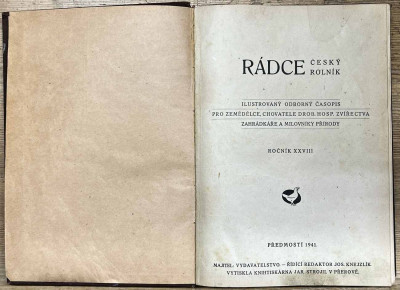 RÁDCE ČESKÝ
ROLNÍK
ILUSTROVANÝ ODBORNÝ ČASOPIS
PRO ZEMĚDĚLCE, CHOVATELE DROB. HOSP. ZVÍŘECTVA
ZAHRÁDKÁŘE A MILOVNÍKY PŘÍRODY
ROČNÍK XXVIII
PŘEDMOSTÍ 1941.
MAJITEL: VYDAVATELSTVO. – ŘÍDÍCÍ REDAKTOR JOS. KNEJZLÍK.
VYTISKLA KNIHTISKÁRNA JAR. STROJIL V PŘEROVĚ.